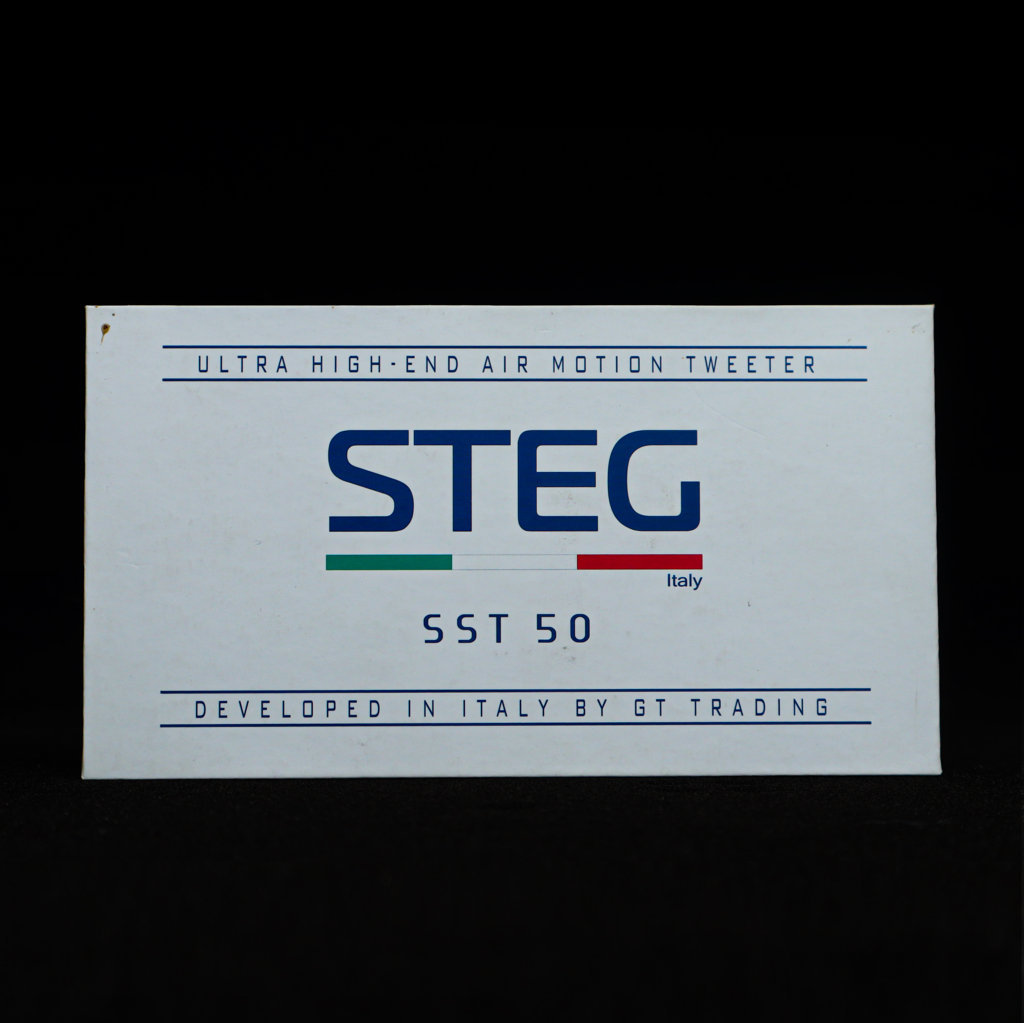 ULTRA HIGH-END AIR MOTION TWEETER
STEG
Italy
SST 50
DEVELOPED IN ITALY BY GT TRADING